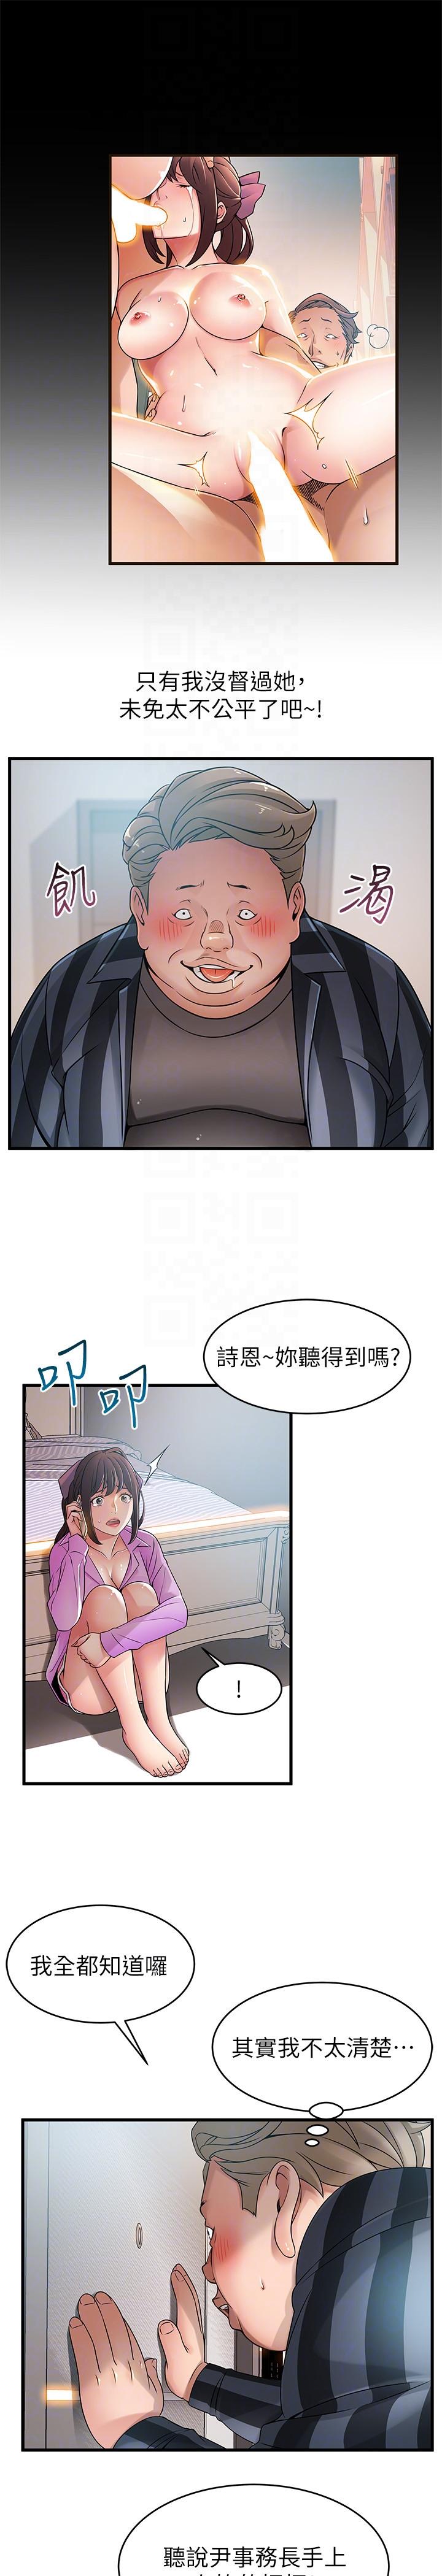 只有我沒督過她，
未免太不公平了吧~!
飢
渴
詩恩~妳聽得到嗎?
叩
叩
!
我全都知道囉
其實我不太清楚…
聽說尹事務長手上